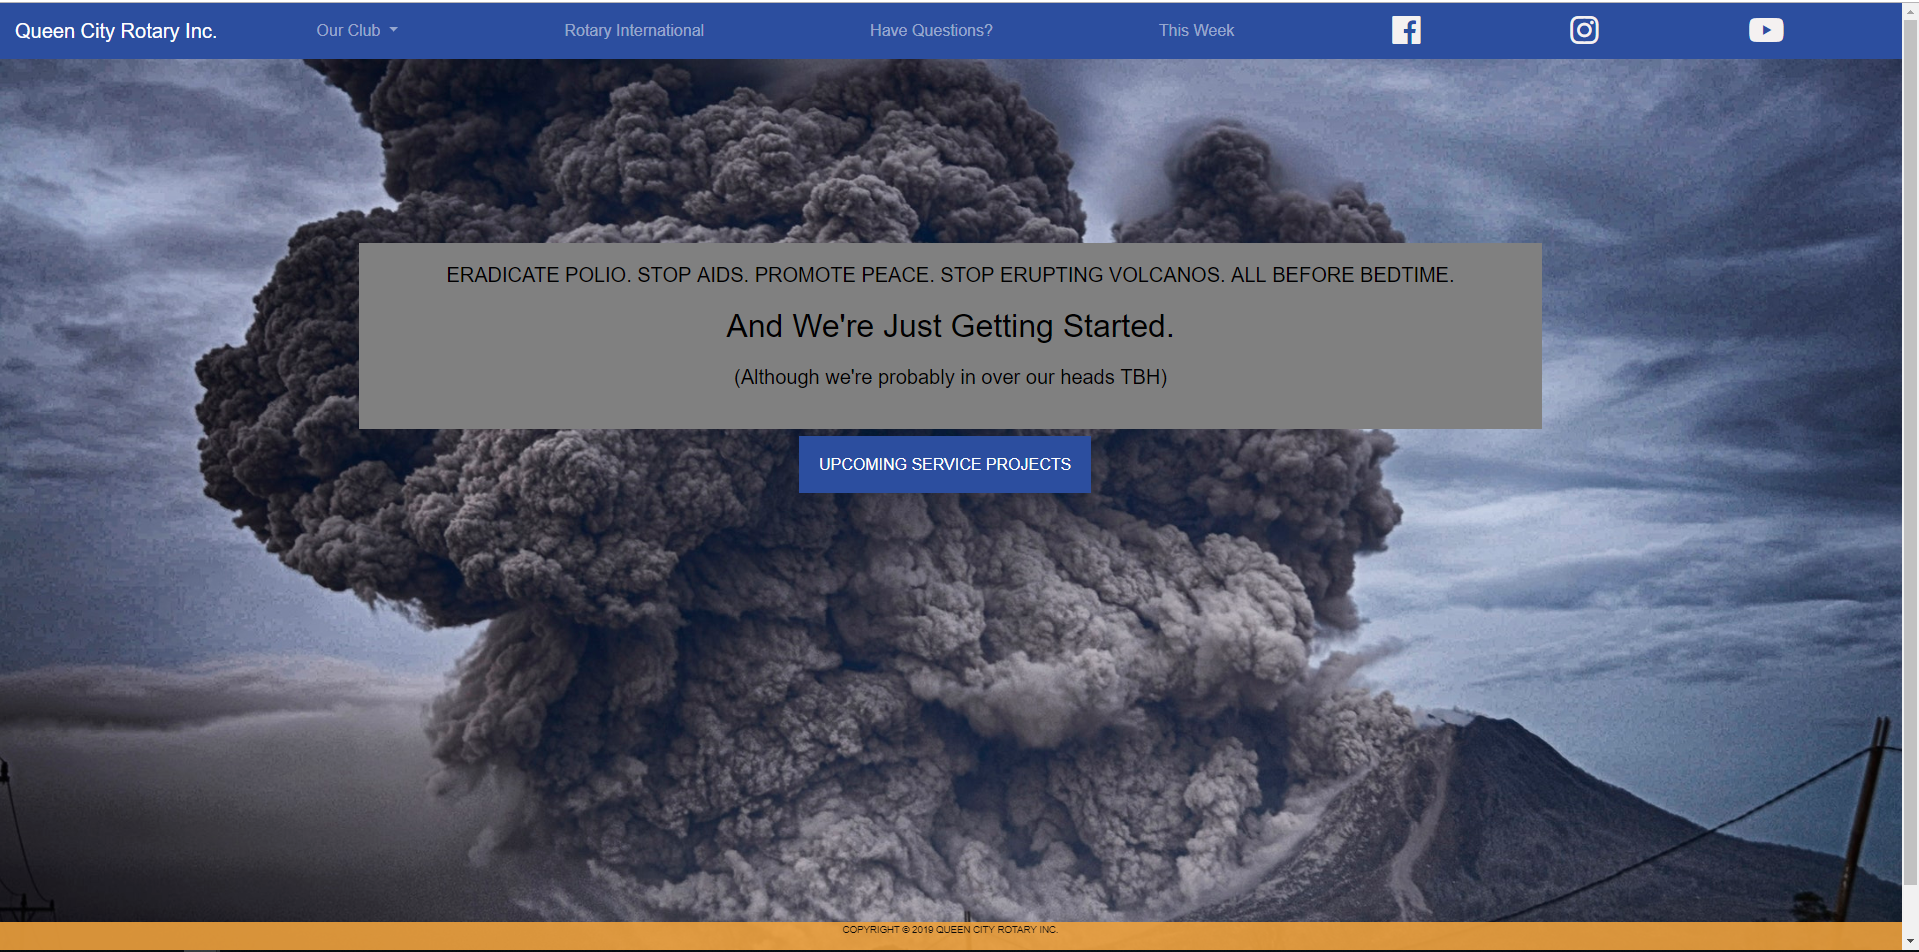 Queen City Rotary Inc. Our Club Rotary International Have Questions? This Week
ERADICATE POLIO. STOP AIDS. PROMOTE PEACE. STOP ERUPTING VOLCANOS. ALL BEFORE BEDTIME.
And We're Just Getting Started.
(Although we're probably in over our heads TBH)
UPCOMING SERVICE PROJECTS
COPYRIGHT © 2019 QUEEN CITY ROTARY INC.